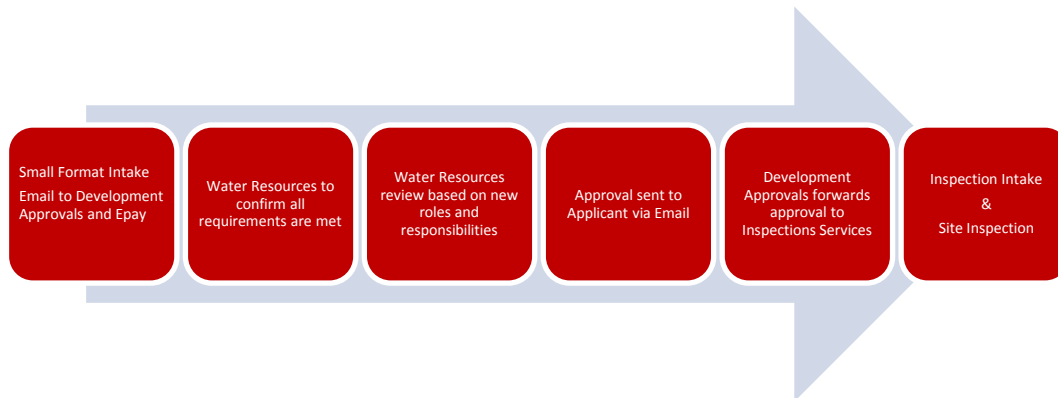 Small Format Intake
Email to Development
Approvals and Epay
Water Resources to
confirm all
requirements are met
Water Resources
review based on new
roles and
responsibilities
Approval sent to
Applicant via Email
Development
Approvals forwards
approval to
Inspections Services
Inspection Intake
&
Site Inspection